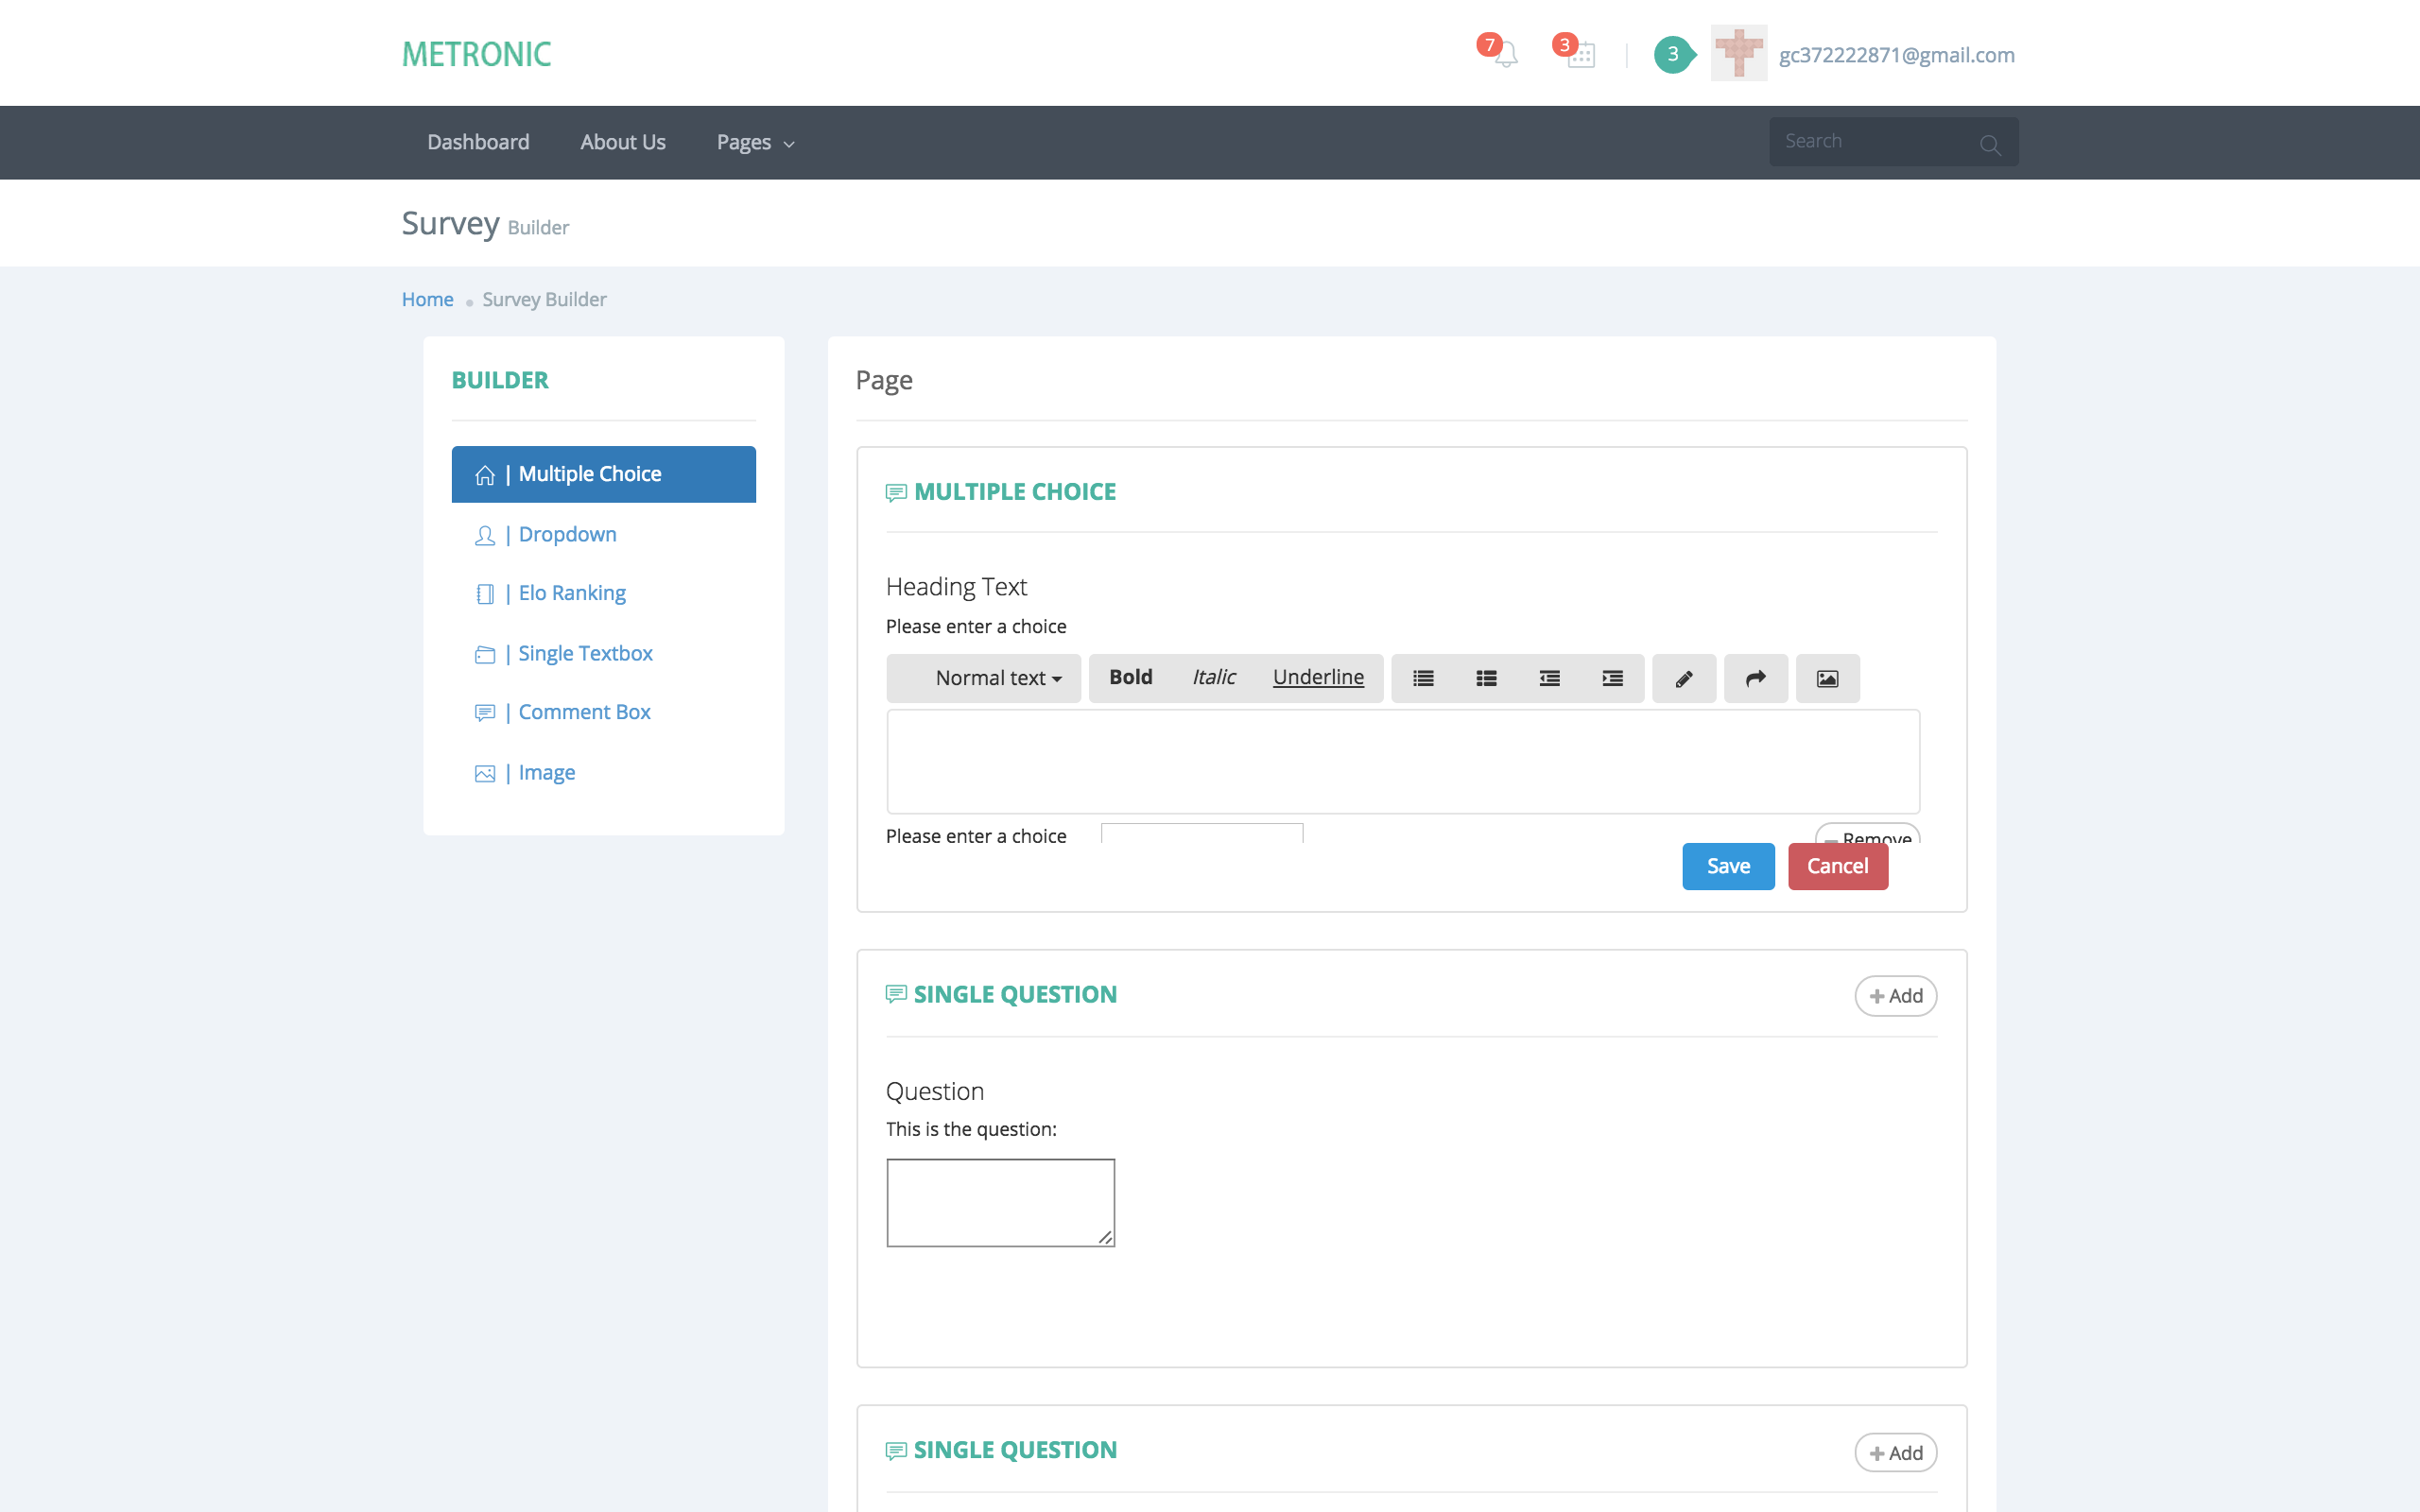 METRONIC
7
3
3
gc372222871@gmail.com
Dashboard
About Us
Pages
Search
Survey Builder
Home
Survey Builder
BUILDER
| Multiple Choice
| Dropdown
| Elo Ranking
| Single Textbox
| Comment Box
| Image
Page
MULTIPLE CHOICE
Heading Text
Please enter a choice
Normal text
Bold
Italic
Underline
Please enter a choice
Remove
Save
Cancel
SINGLE QUESTION
Add
Question
This is the question:
SINGLE QUESTION
Add